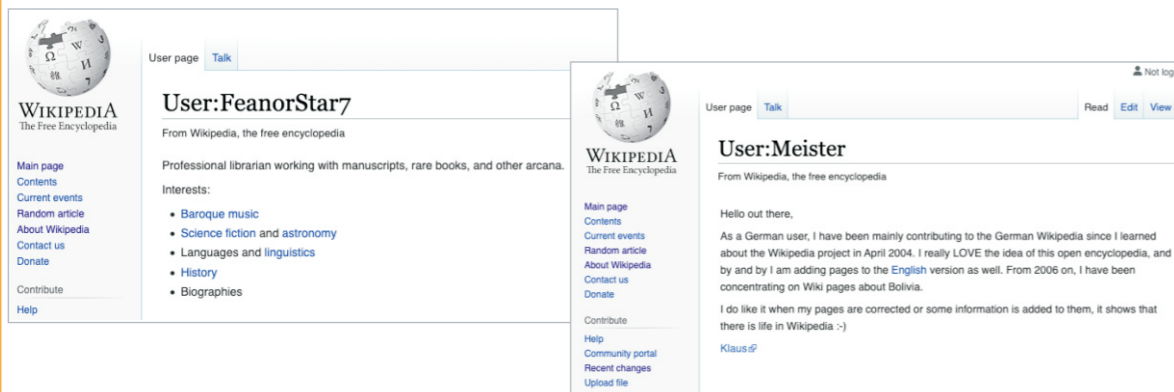 WIKIPEDIA
The Free Encyclopedia
Main page
Contents
Current events
Random article
About Wikipedia
Contact us
Donate
Contribute
Help
User page Talk
User:FeanorStar7
From Wikipedia, the free encyclopedia
Professional librarian working with manuscripts, rare books, and other arcana.
Interests:
• Baroque music
• Science fiction and astronomy
• Languages and linguistics
• History
• Biographies
WIKIPEDIA
The Free Encyclopedia
Main page
Contents
Current events
Random article
About Wikipedia
Contact us
Donate
Contribute
Help
Community portal
Recent changes
Upload file
Not log
User page Talk Read Edit View
User:Meister
From Wikipedia, the free encyclopedia
Hello out there,
As a German user, I have been mainly contributing to the German Wikipedia since I learned
about the Wikipedia project in April 2004. I really LOVE the idea of this open encyclopedia, and
by and by I am adding pages to the English version as well. From 2006 on, I have been
concentrating on Wiki pages about Bolivia.
I do like it when my pages are corrected or some information is added to them, it shows that
there is life in Wikipedia :-)
Klaus